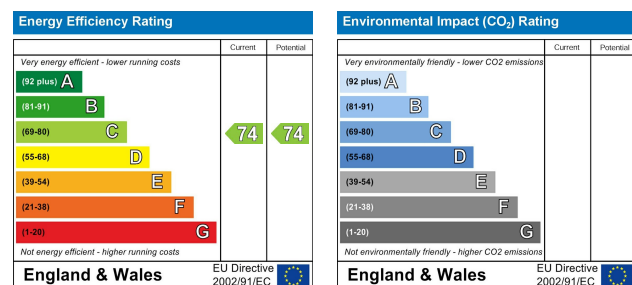 Energy Efficiency Rating
Current Potential
Very energy efficient - lower running costs
(92 plus) A
(81-91) B
(69-80) C 74 74
(55-68) D
(39-54) E
(21-38) F
(1-20) G
Not energy efficient - higher running costs
England & Wales
EU Directive
2002/91/EC
Environmental Impact (CO₂) Rating
Current Potential
Very environmentally friendly - lower CO2 emissions
(92 plus) A
(81-91) B
(69-80) C
(55-68) D
(39-54) E
(21-38) F
(1-20) G
Not environmentally friendly - higher CO2 emissions
England & Wales
EU Directive
2002/91/EC